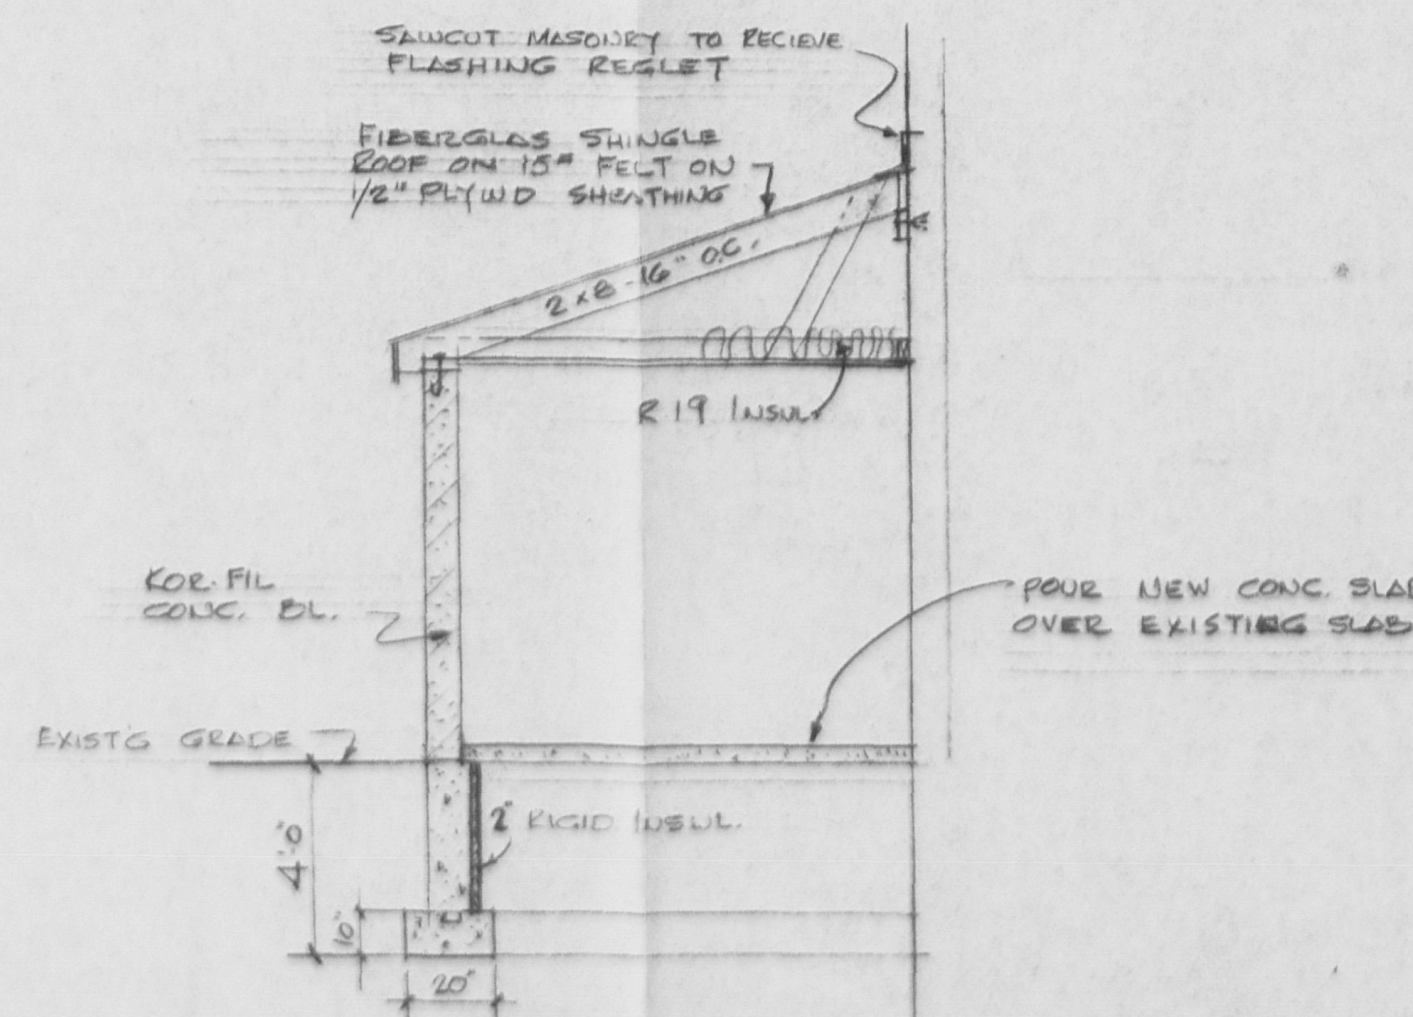 SAWCUT MASONRY TO RECIEVE
FLASHING REGLET
FIBERGLAS SHINGLE
ROOF ON 15# FELT ON
1/2" PLYWD SHEATHING
2x8-16" O.C.
R19 INSUL.
KOR-FIL
CONC. BL.
POUR NEW CONC. SLAB
OVER EXISTING SLAB
EXIST'G GRADE
2" RIGID INSUL.
4'-0"
10"
20"